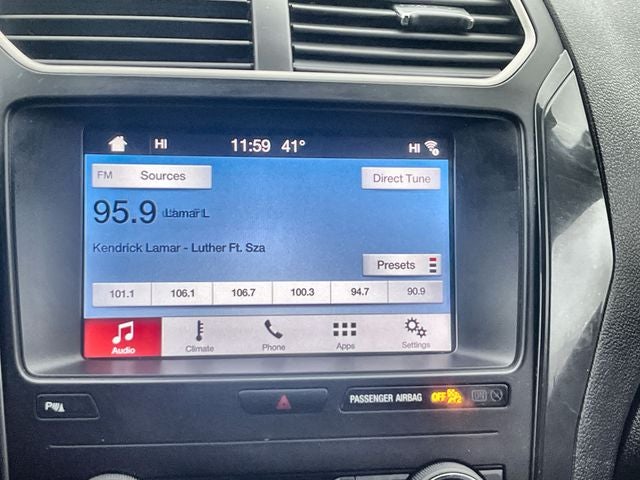 HI 11:59 41° HI
FM Sources Direct Tune
95.9
Kendrick Lamar - Luther Ft. Sza
Presets
101.1 106.1 106.7 100.3 94.7 90.9
Audio Climate Phone Apps Settings
P PASSENGER AIRBAG OFF ON